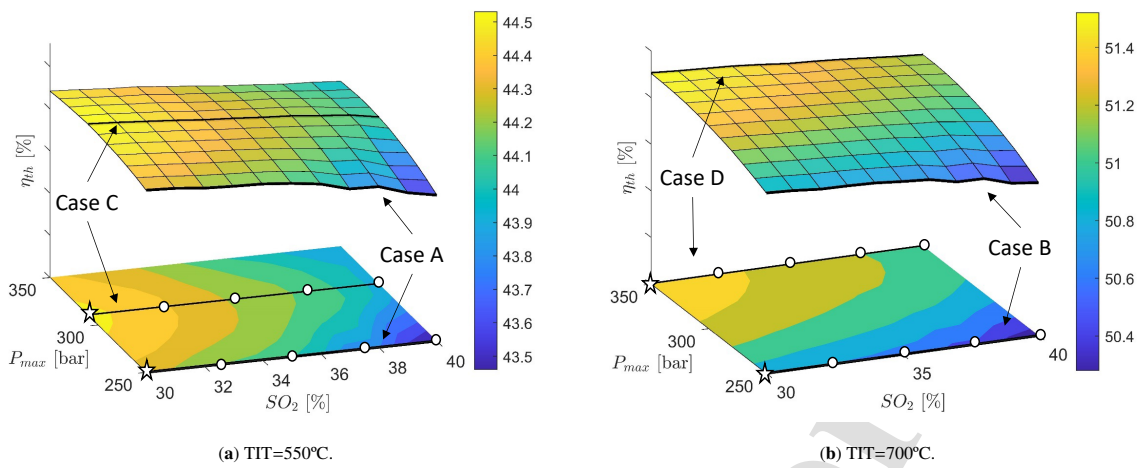 44.5
44.4
44.3
44.2
44.1
44
43.9
43.8
43.7
43.6
43.5
η_th [%]
Case C
Case A
350
300
250
P_max [bar]
30
32
34
36
38
40
SO_2 [%]
(a) TIT=550ºC.
51.4
51.2
51
50.8
50.6
50.4
η_th [%]
Case D
Case B
350
300
250
P_max [bar]
30
35
40
SO_2 [%]
(b) TIT=700ºC.